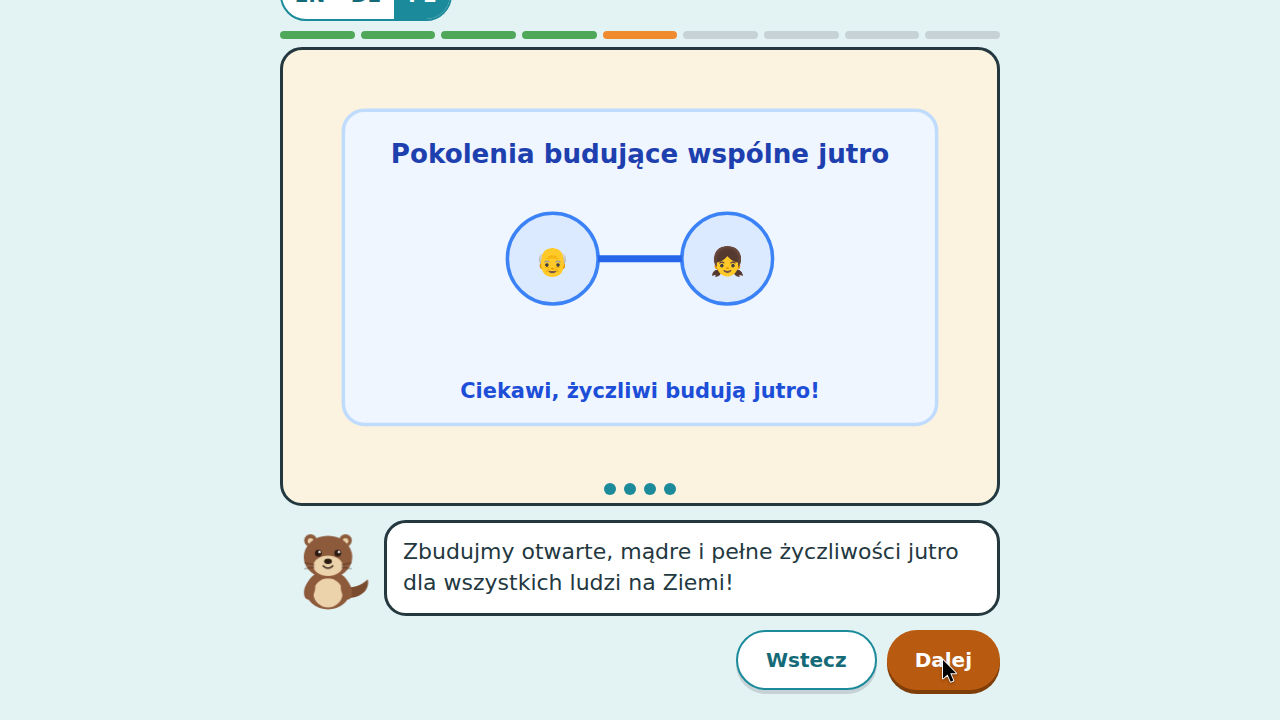 Pokolenia budujące wspólne jutro
Ciekawi, życzliwi budują jutro!
Zbudujmy otwarte, mądre i pełne życzliwości jutro
dla wszystkich ludzi na Ziemi!
Wstecz
Dalej